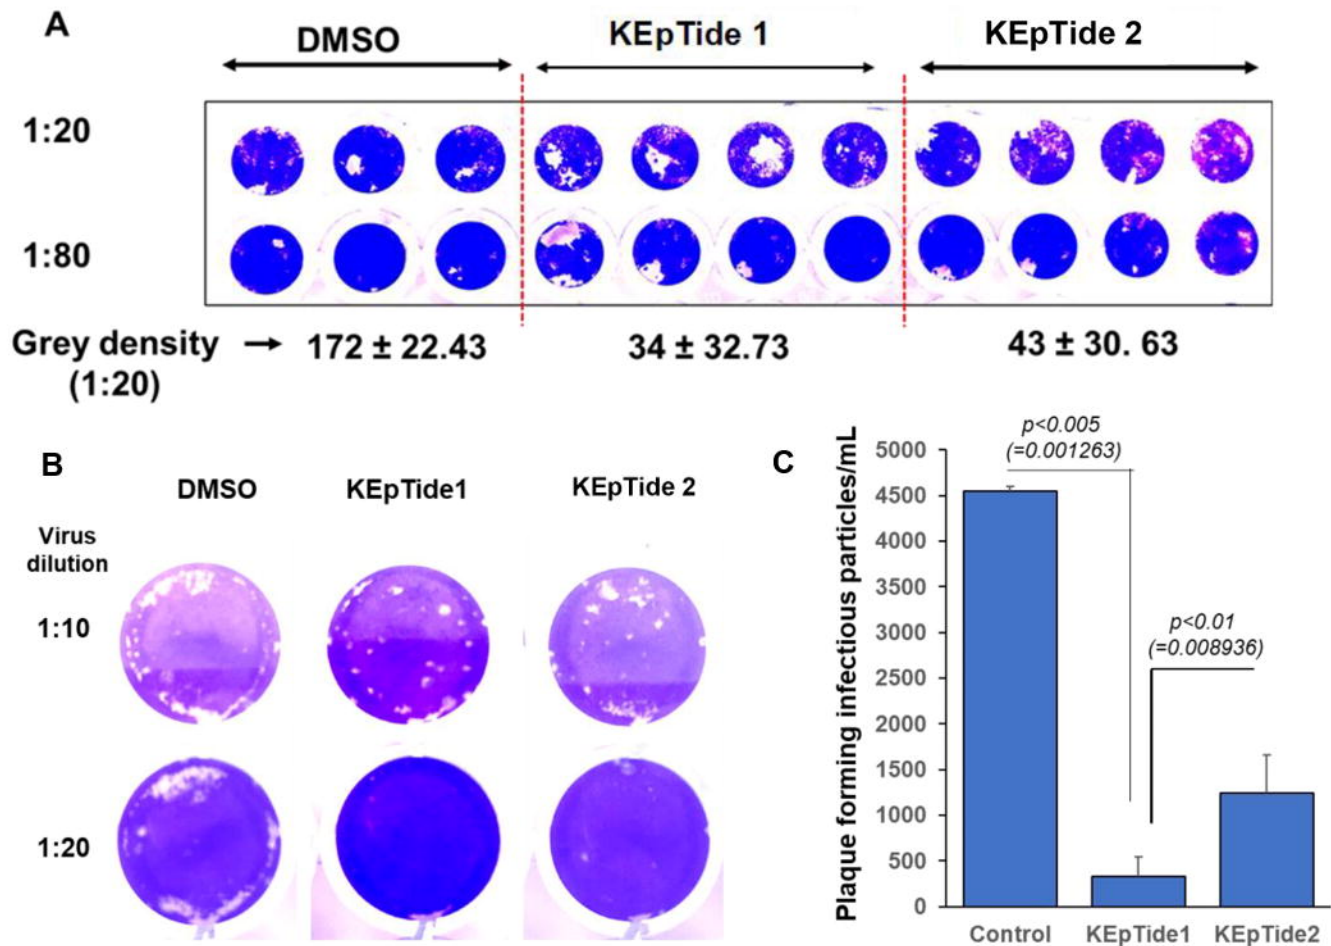 A
DMSO
KEpTide 1
KEpTide 2
1:20
1:80
Grey density → 172 ± 22.43 34 ± 32.73 43 ± 30. 63
(1:20)
B
DMSO KEpTide1 KEpTide 2
Virus
dilution
1:10
1:20
C
Plaque forming infectious particles/mL
5000
4500
4000
3500
3000
2500
2000
1500
1000
500
0
p<0.005
(=0.001263)
p<0.01
(=0.008936)
Control KEpTide1 KEpTide2